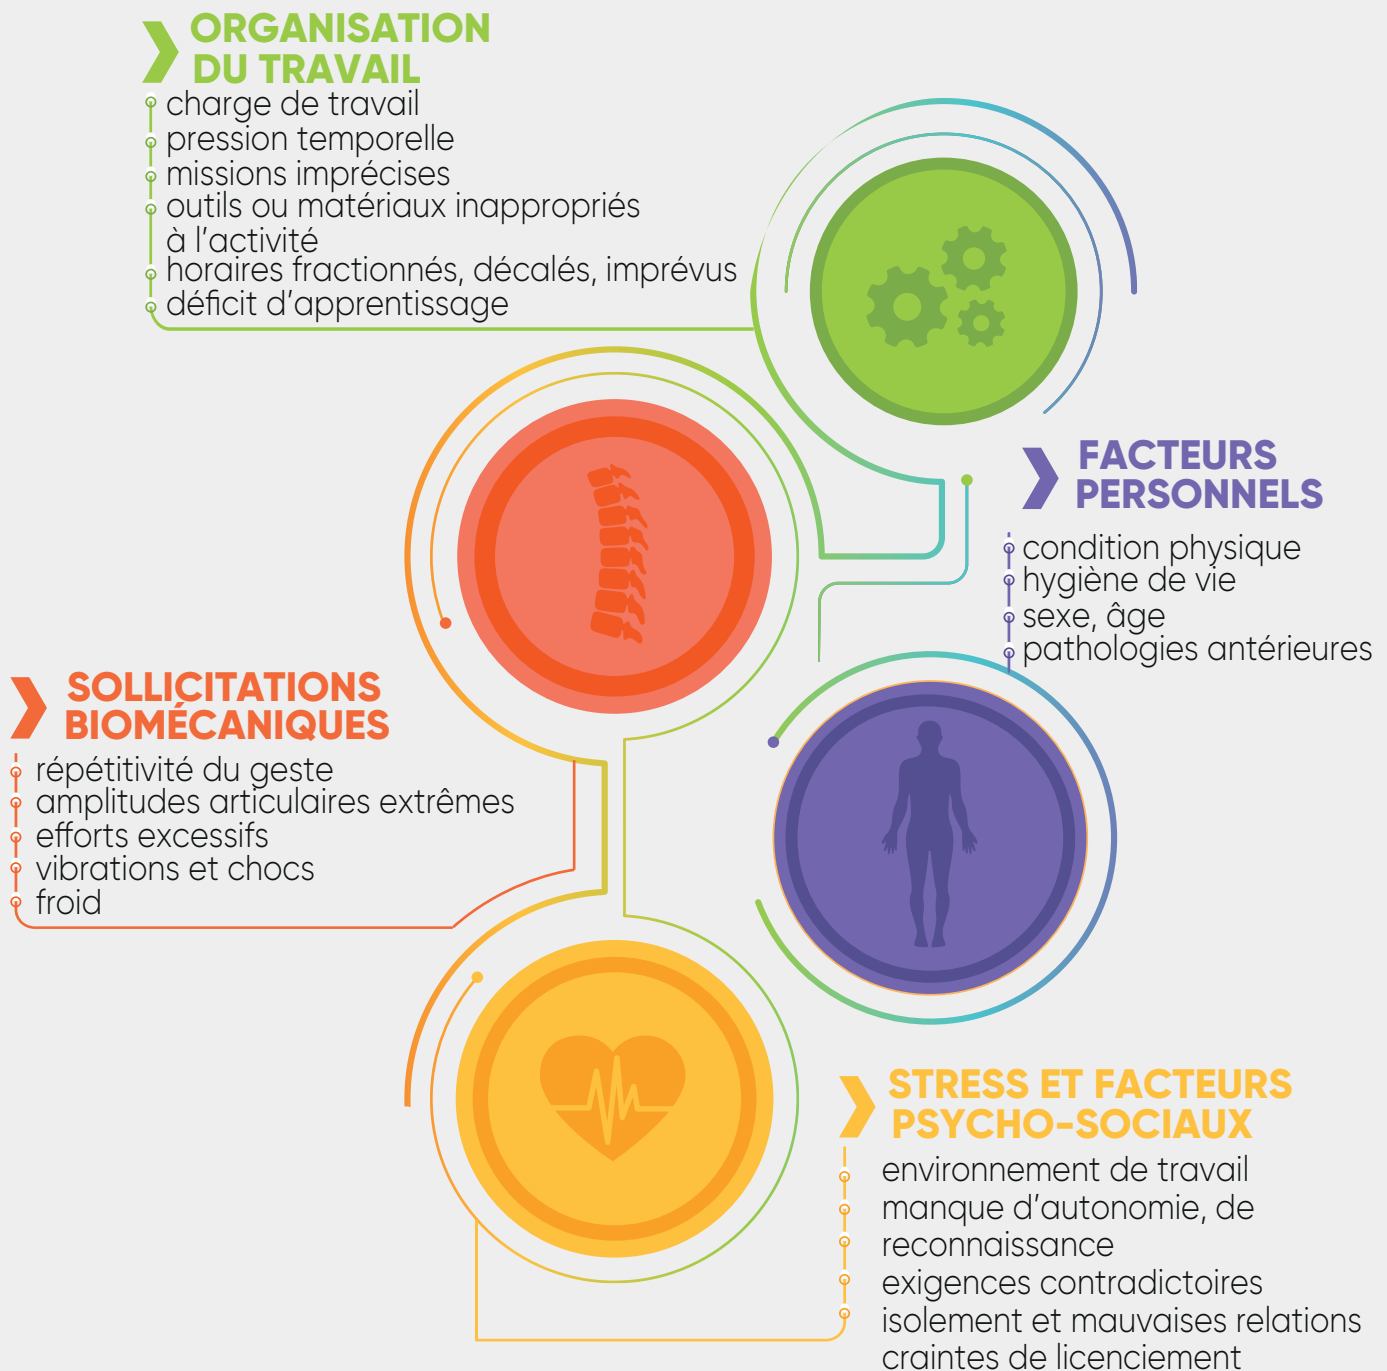 ORGANISATION
DU TRAVAIL
charge de travail
pression temporelle
missions imprécises
outils ou matériaux inappropriés
à l’activité
horaires fractionnés, décalés, imprévus
déficit d’apprentissage
FACTEURS
PERSONNELS
condition physique
hygiène de vie
sexe, âge
pathologies antérieures
SOLLICITATIONS
BIOMÉCANIQUES
répétitivité du geste
amplitudes articulaires extrêmes
efforts excessifs
vibrations et chocs
froid
STRESS ET FACTEURS
PSYCHO-SOCIAUX
environnement de travail
manque d’autonomie, de
reconnaissance
exigences contradictoires
isolement et mauvaises relations
craintes de licenciement